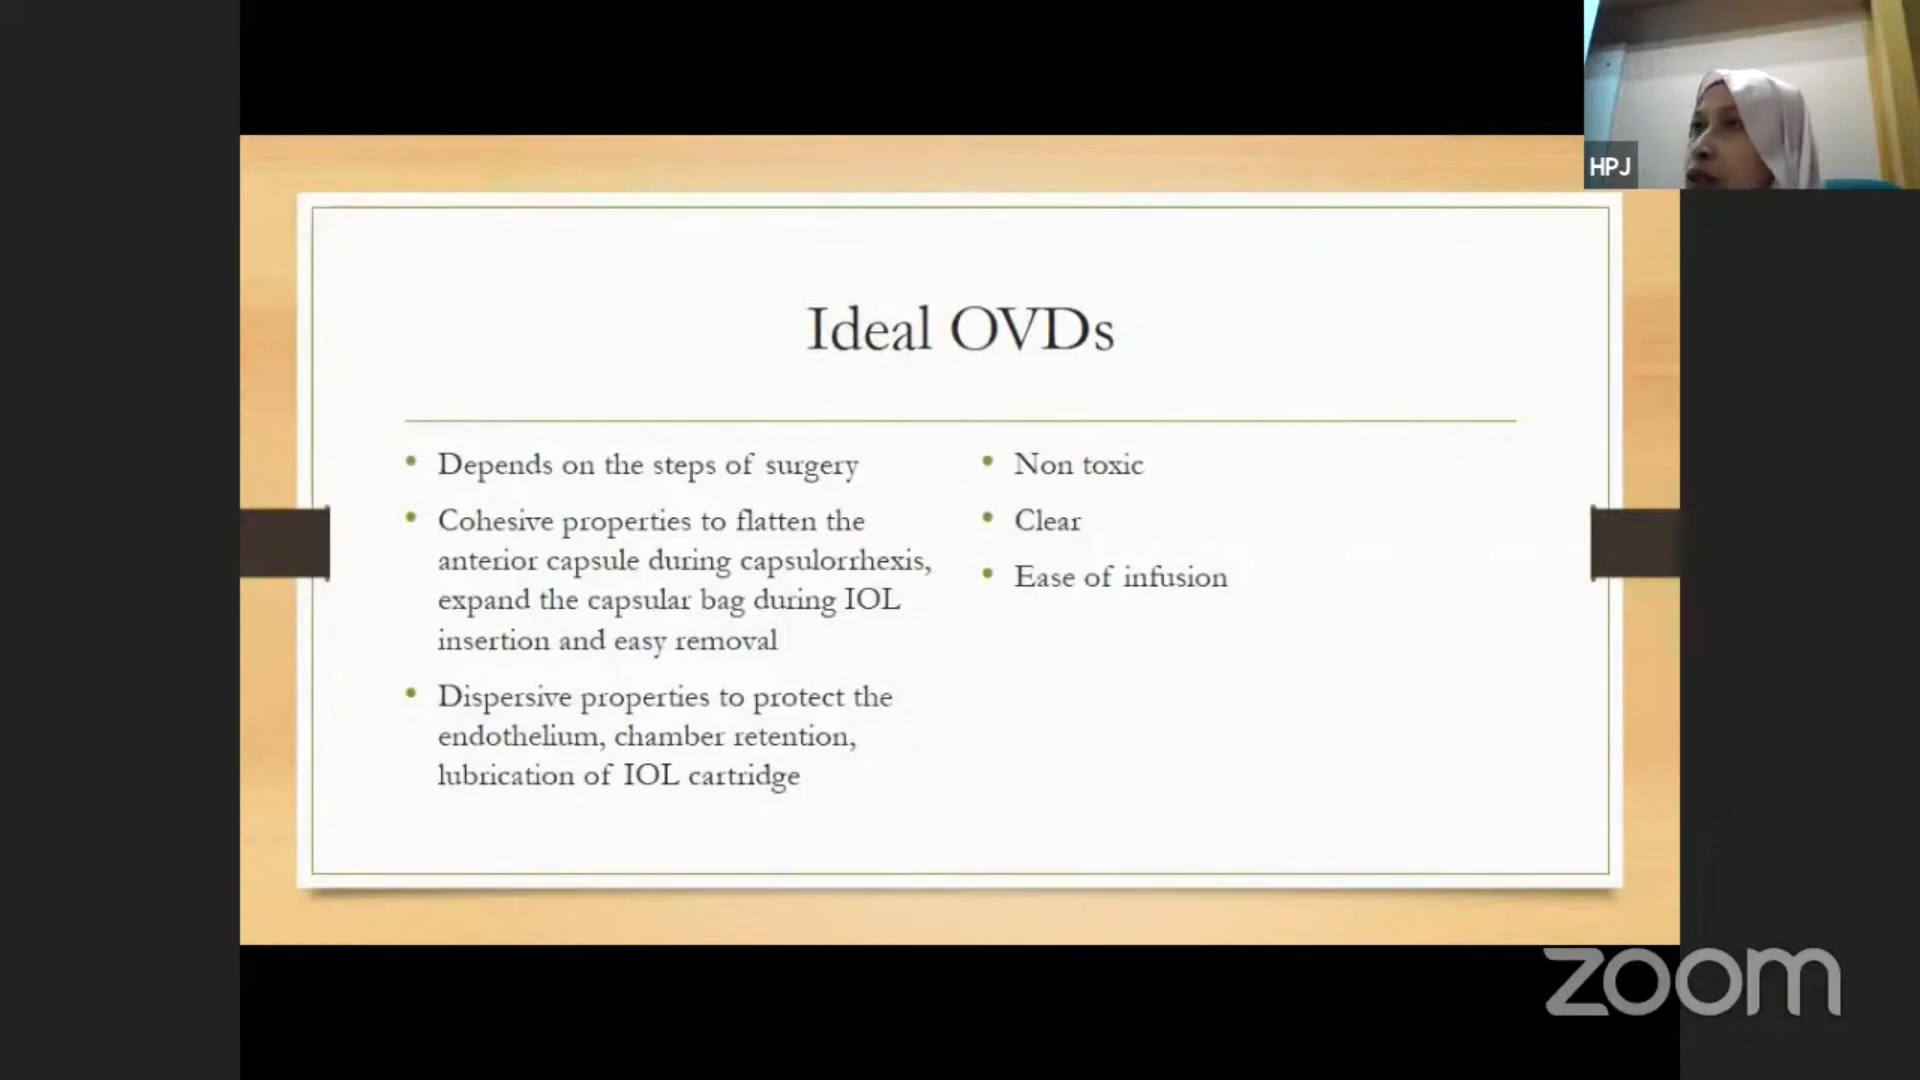 HPJ
Ideal OVDs
• Depends on the steps of surgery
• Cohesive properties to flatten the
anterior capsule during capsulorrhexis,
expand the capsular bag during IOL
insertion and easy removal
• Dispersive properties to protect the
endothelium, chamber retention,
lubrication of IOL cartridge
• Non toxic
• Clear
• Ease of infusion
zoom